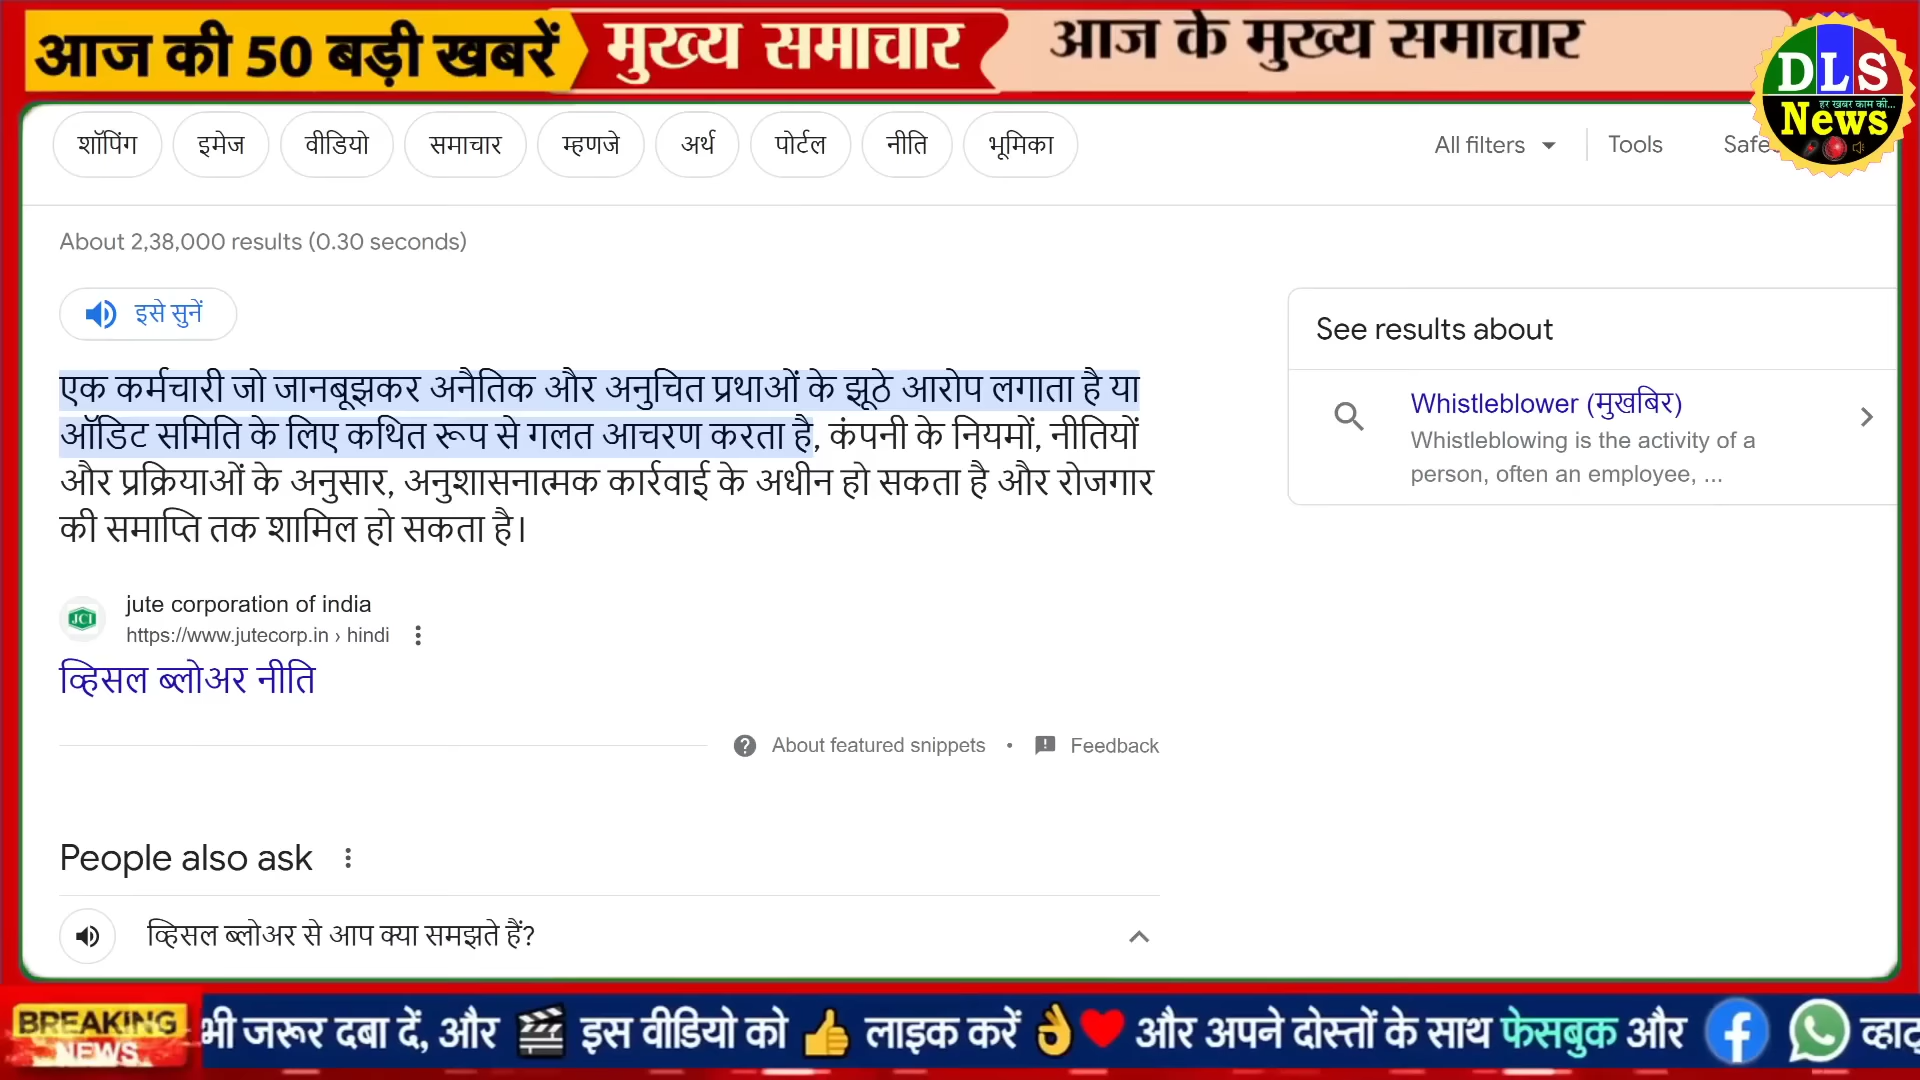 आज की 50 बड़ी खबरें
मुख्य समाचार
आज के मुख्य समाचार
DLS
हर खबर काम की...
News
शॉपिंग
इमेज
वीडियो
समाचार
म्हणजे
अर्थ
पोर्टल
नीति
भूमिका
All filters
Tools
About 2,38,000 results (0.30 seconds)
इसे सुनें
एक कर्मचारी जो जानबूझकर अनैतिक और अनुचित प्रथाओं के झूठे आरोप लगाता है या
ऑडिट समिति के लिए कथित रूप से गलत आचरण करता है, कंपनी के नियमों, नीतियों
और प्रक्रियाओं के अनुसार, अनुशासनात्मक कार्रवाई के अधीन हो सकता है और रोजगार
की समाप्ति तक शामिल हो सकता है।
See results about
Whistleblower (मुखबिर)
Whistleblowing is the activity of a
person, often an employee, ...
JCI
jute corporation of india
https://www.jutecorp.in › hindi
व्हिसल ब्लोअर नीति
About featured snippets • Feedback
People also ask
व्हिसल ब्लोअर से आप क्या समझते हैं?
BREAKING
NEWS
भी जरूर दबा दें, और इस वीडियो को लाइक करें और अपने दोस्तों के साथ फेसबुक और